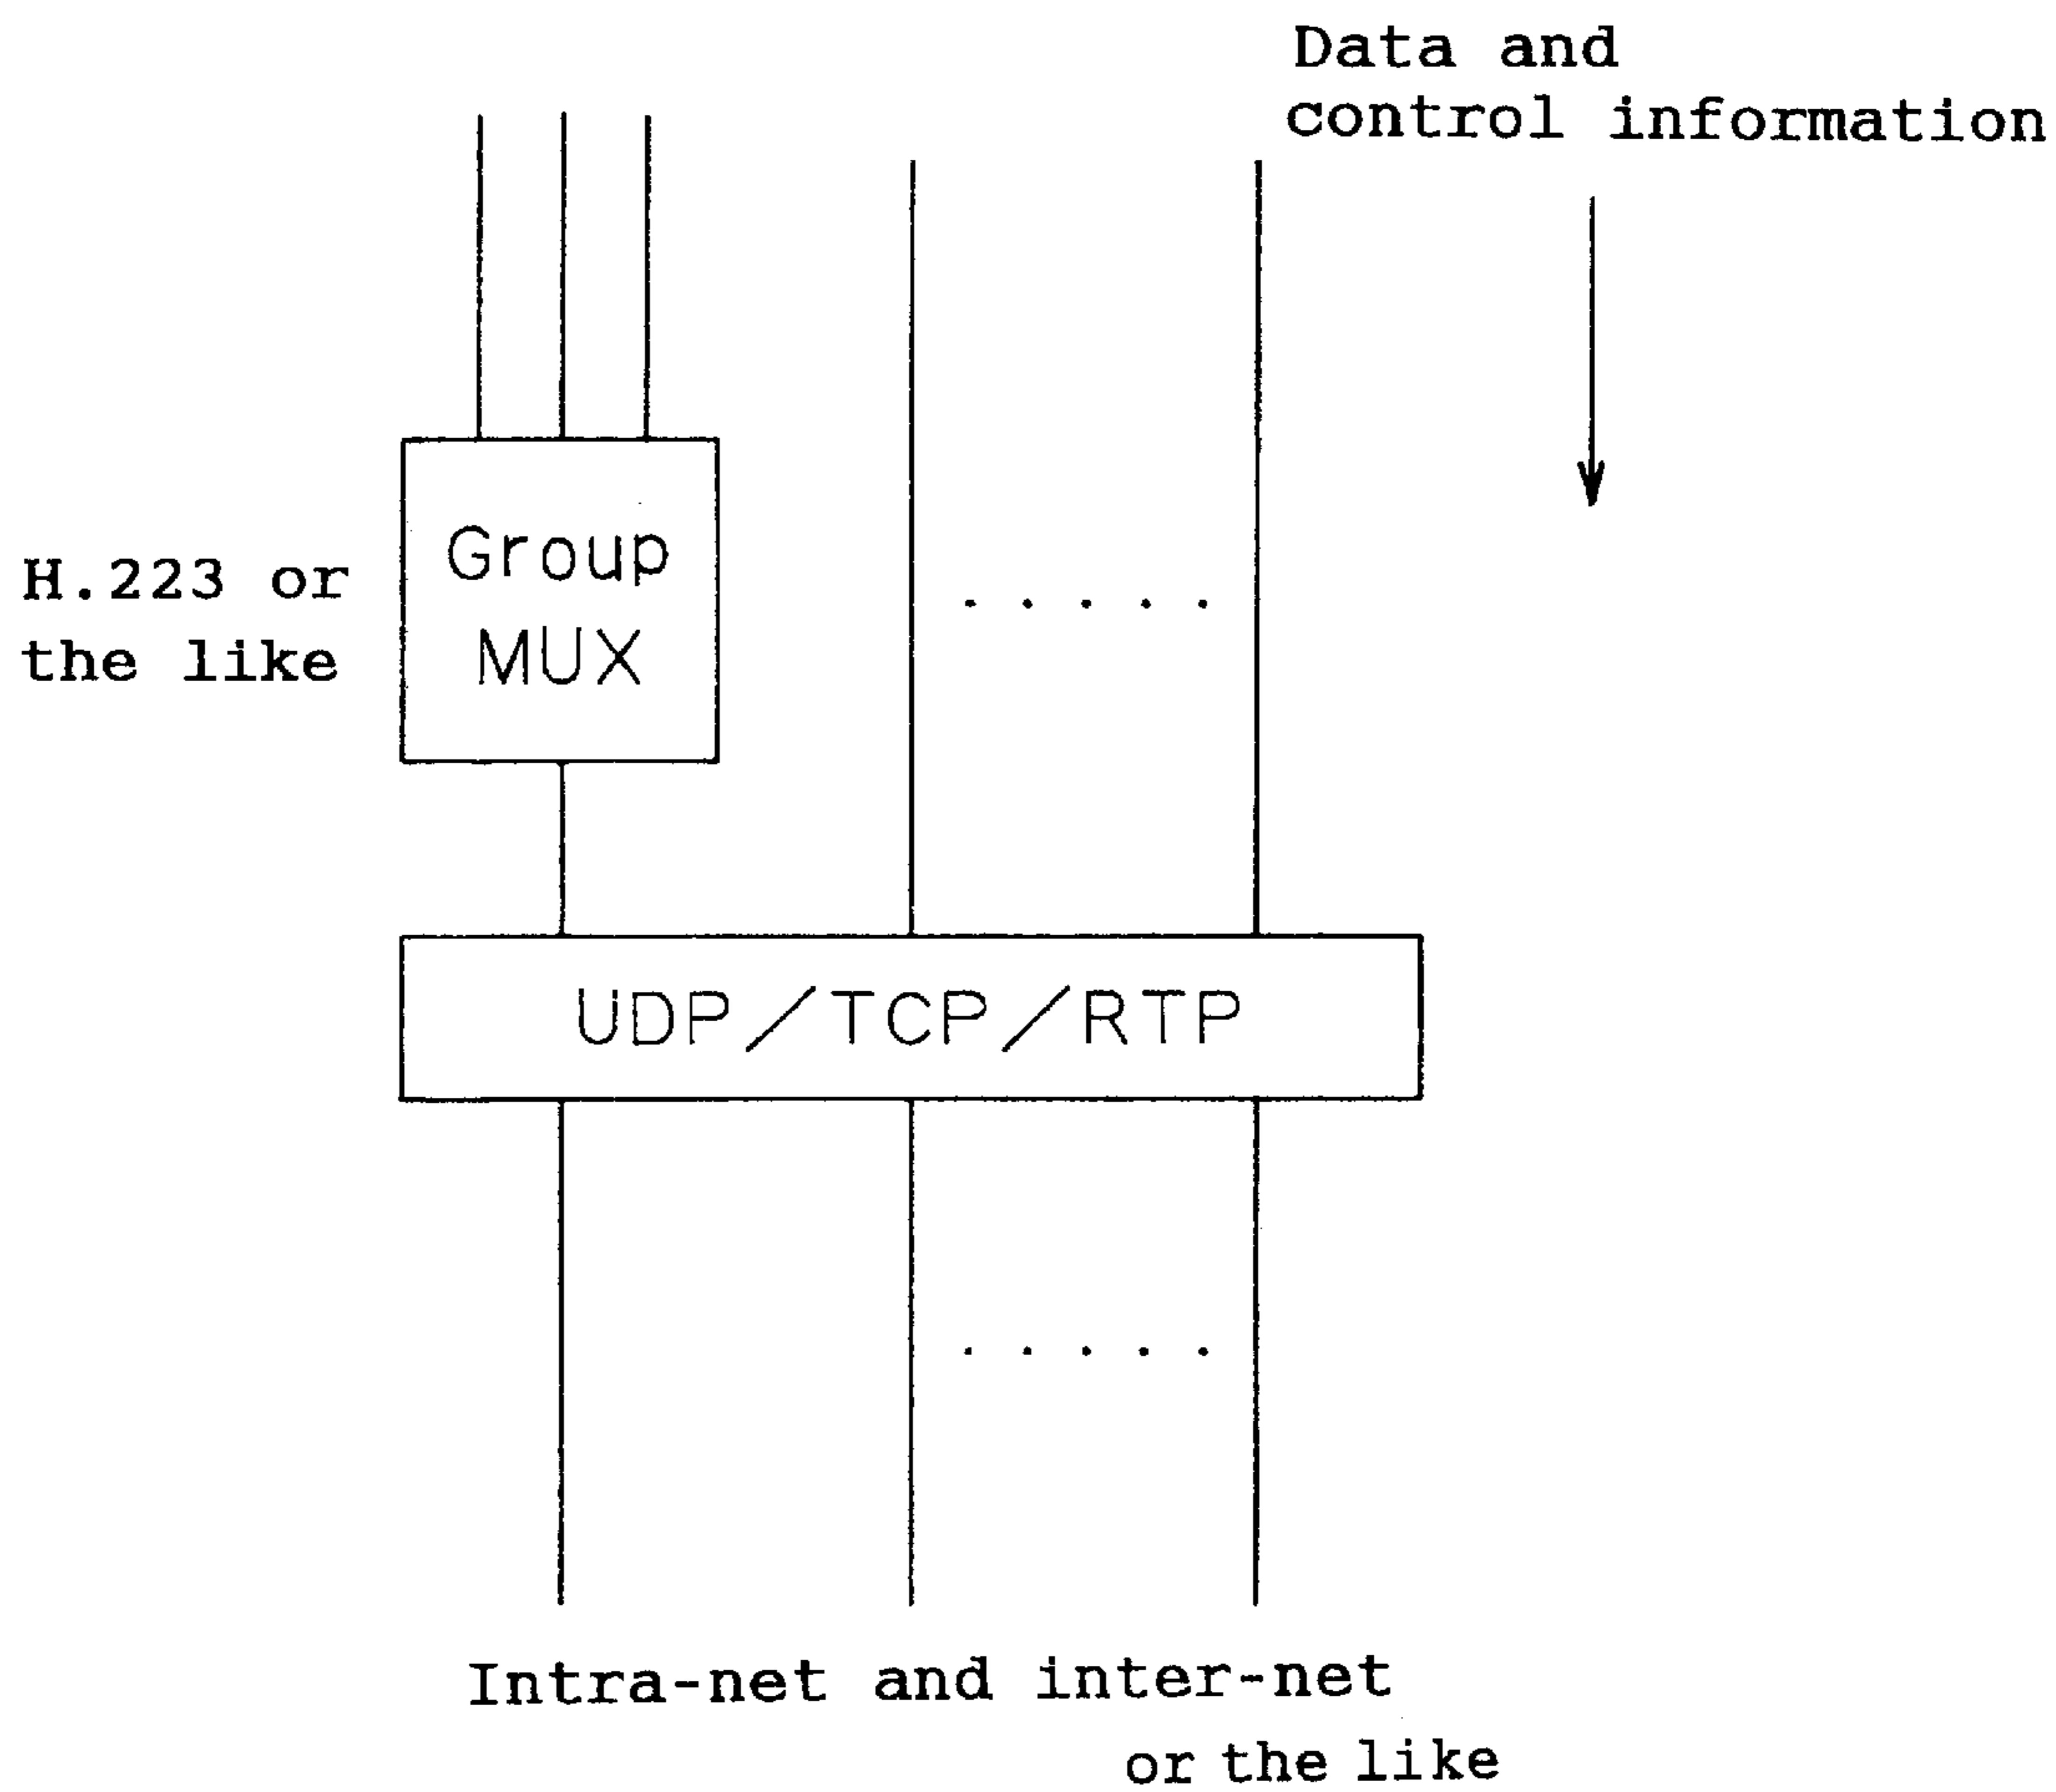 Data and
control information
H.223 or
the like
Group
MUX
UDP/TCP/RTP
Intra-net and inter-net
or the like